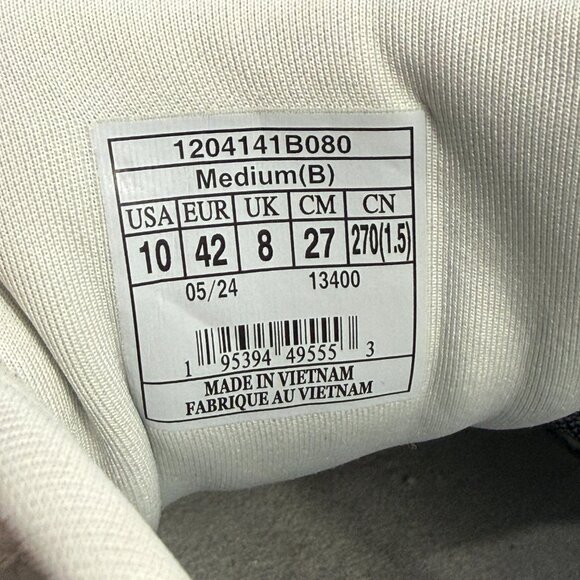 1204141B080
Medium(B)
USA EUR UK CM CN
10 42 8 27 270(1.5)
05/24 13400
1 95394 49555 3
MADE IN VIETNAM
FABRIQUE AU VIETNAM